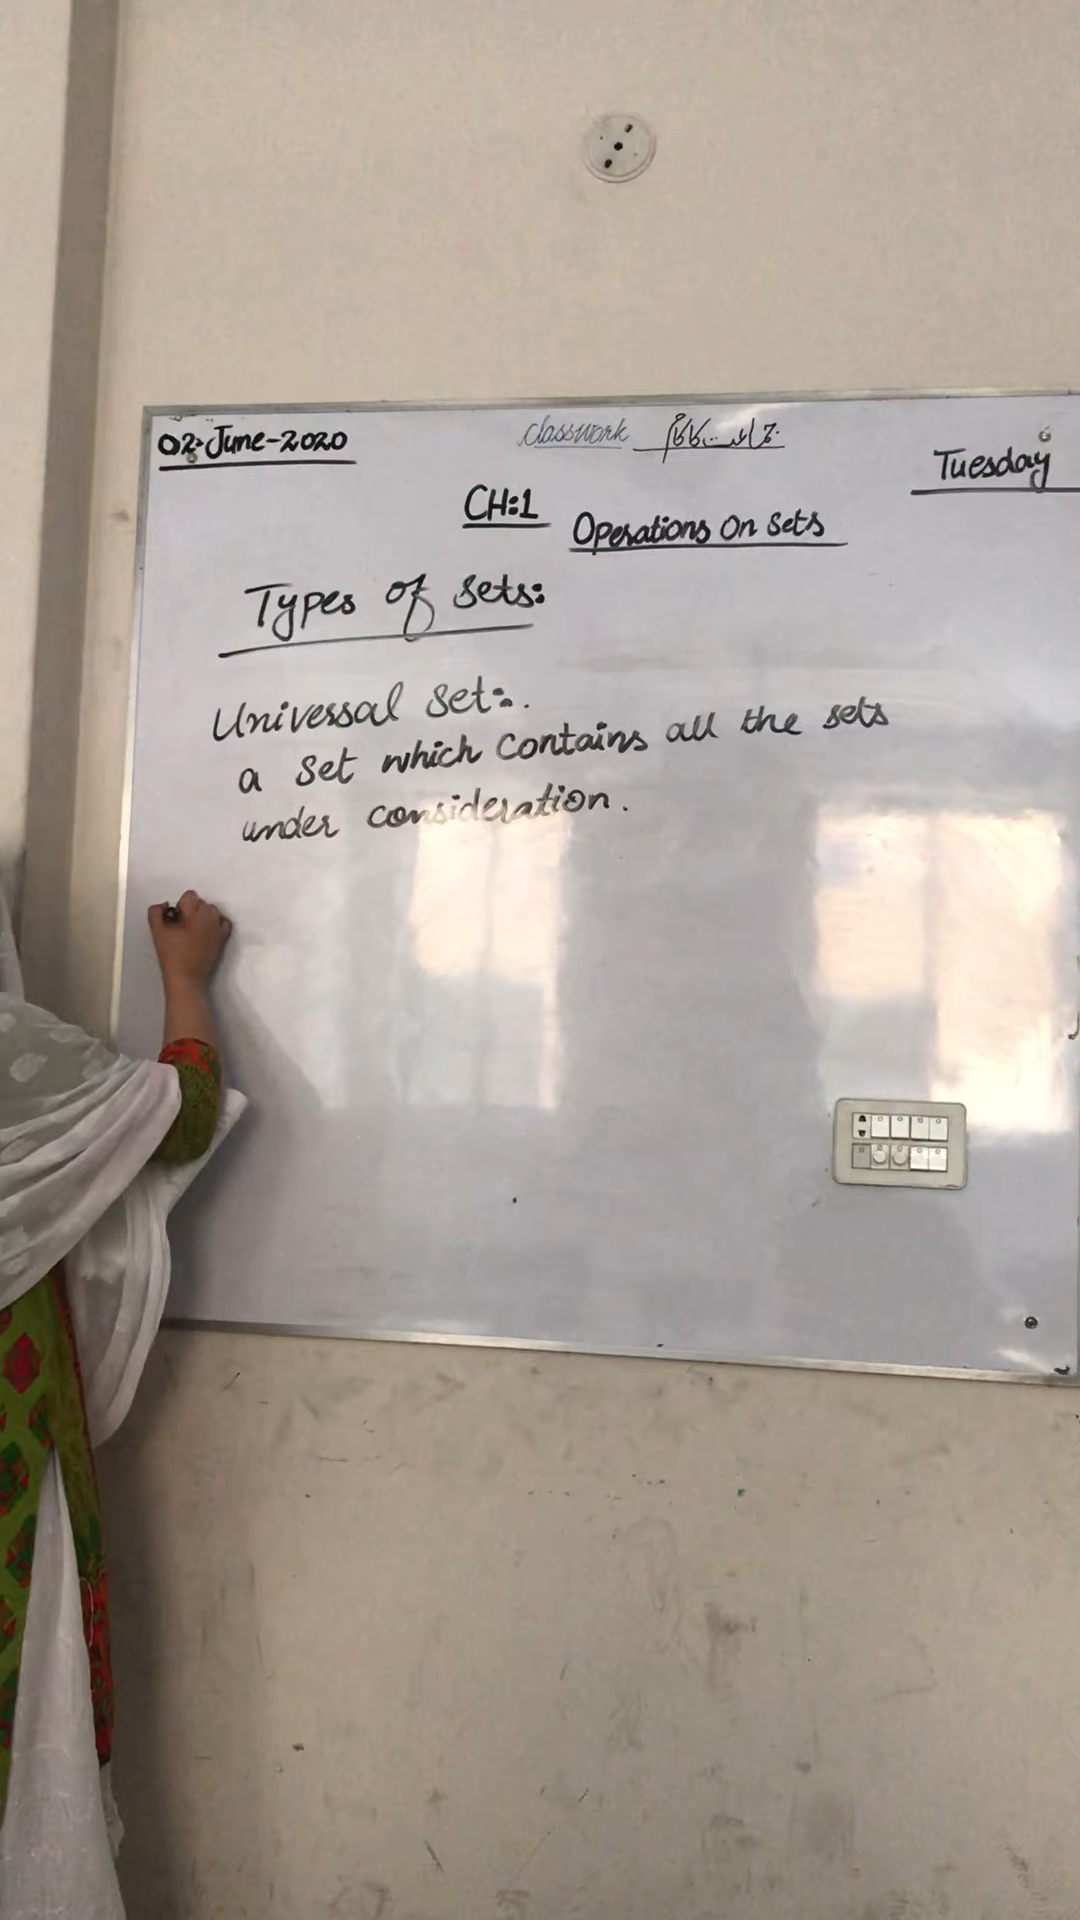 02-June-2020
classwork
Tuesday
CH:1
Operations On Sets
Types of Sets:
Universal Set:.
a Set which Contains all the sets
under consideration.